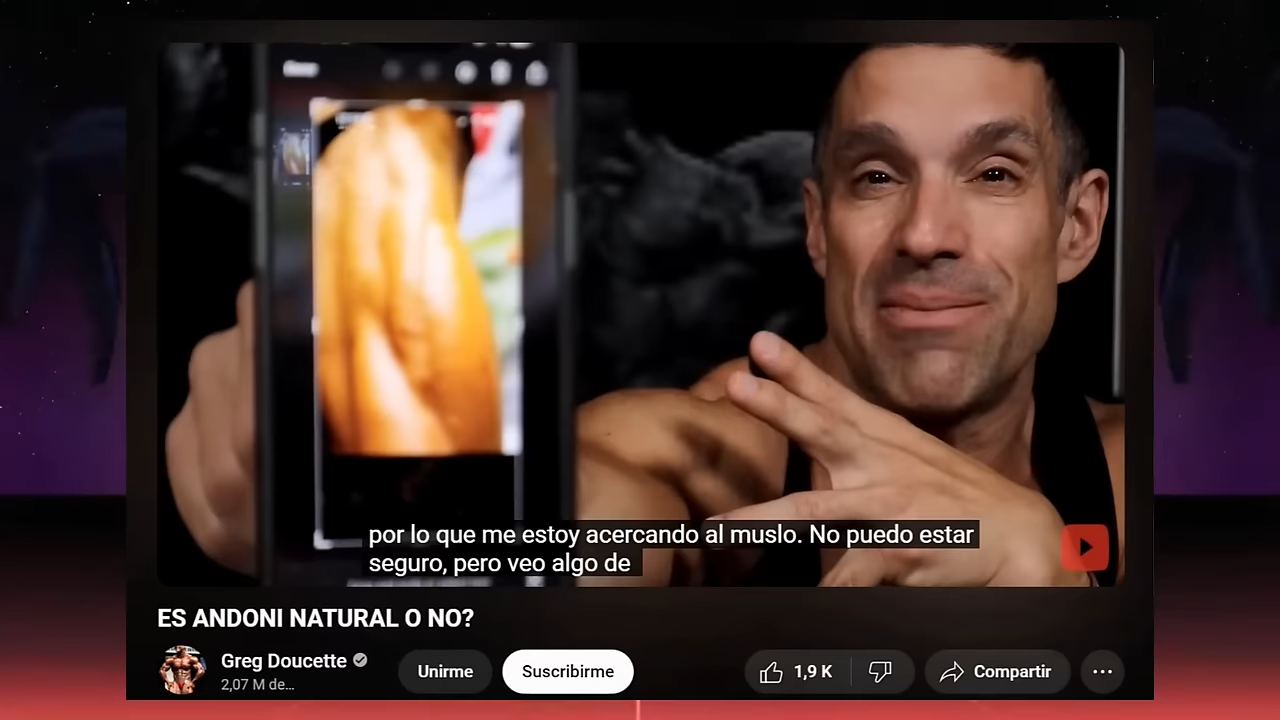 por lo que me estoy acercando al muslo. No puedo estar
seguro, pero veo algo de
ES ANDONI NATURAL O NO?
Greg Doucette
2,07 M de...
Unirme
Suscribirme
1,9 K
Compartir